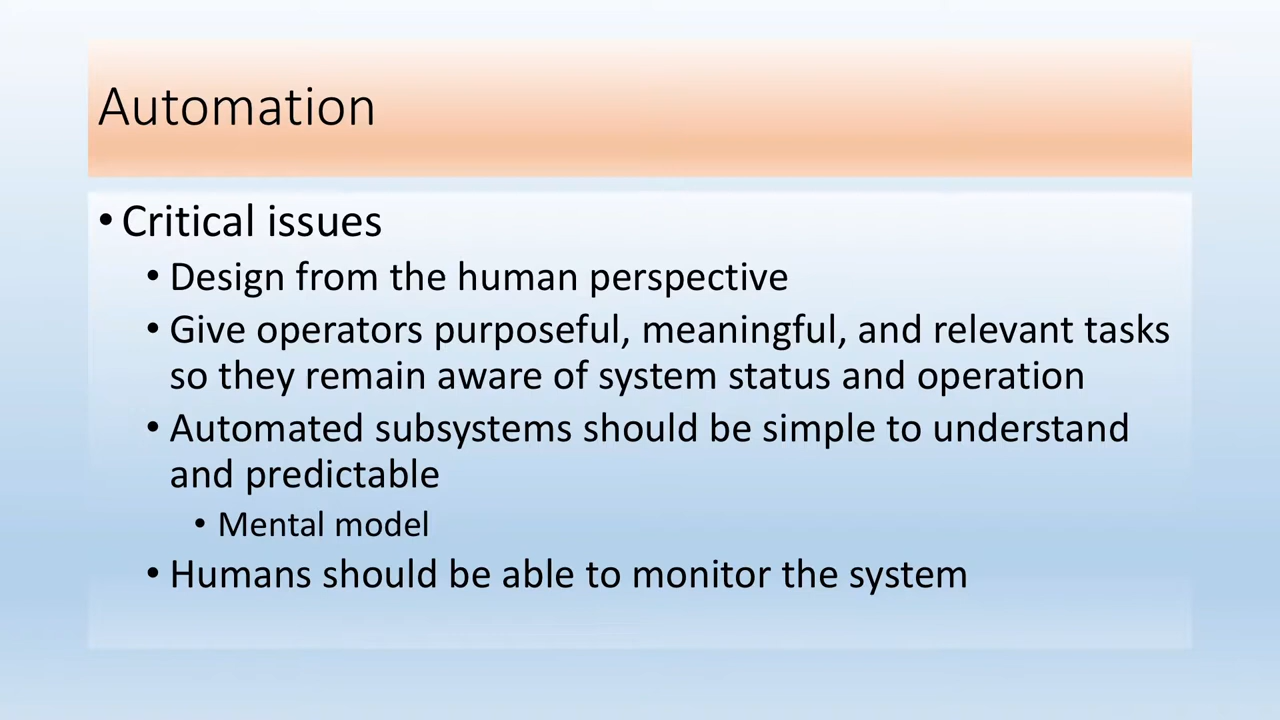 Automation
• Critical issues
• Design from the human perspective
• Give operators purposeful, meaningful, and relevant tasks
so they remain aware of system status and operation
• Automated subsystems should be simple to understand
and predictable
• Mental model
• Humans should be able to monitor the system